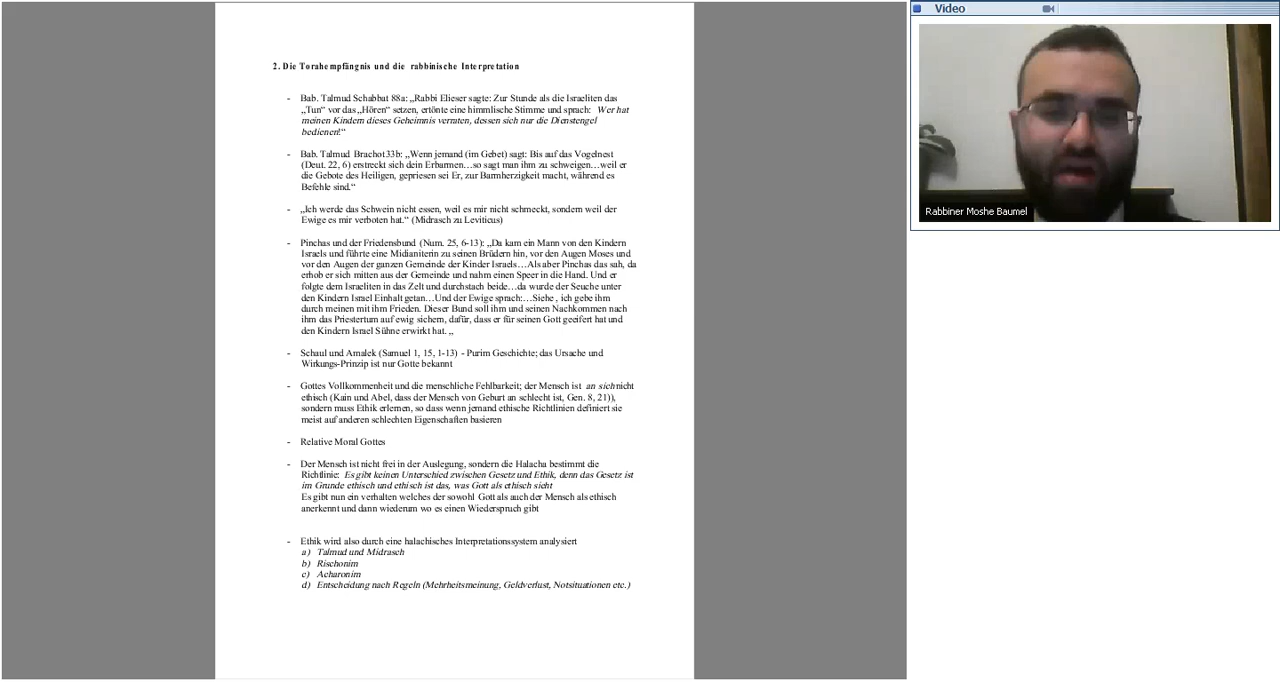 Video
Rabbiner Moshe Baumel
2. Die Torahempfängnis und die rabbinische Interpretation
- Bab. Talmud Schabbat 88a: „Rabbi Elieser sagte: Zur Stunde als die Israeliten das
„Tun“ vor das „Hören“ setzen, ertönte eine himmlische Stimme und sprach: Wer hat
meinen Kindern dieses Geheimnis verraten, dessen sich nur die Dienstengel
bedienen!“
- Bab. Talmud Brachot 33b: „Wenn jemand (im Gebet) sagt: Bis auf das Vogelnest
(Deut. 22, 6) erstreckt sich dein Erbarmen…so sagt man ihm zu schweigen…weil er
die Gebote des Heiligen, gepriesen sei Er, zur Barmherzigkeit macht, während es
Befehle sind.“
- „Ich werde das Schwein nicht essen, weil es mir nicht schmeckt, sondern weil der
Ewige es mir verboten hat.“ (Midrasch zu Leviticus)
- Pinchas und der Friedensbund (Num. 25, 6-13): „Da kam ein Mann von den Kindern
Israels und führte eine Midianiterin zu seinen Brüdern hin, vor den Augen Moses und
vor den Augen der ganzen Gemeinde der Kinder Israels…Als aber Pinchas das sah, da
erhob er sich mitten aus der Gemeinde und nahm einen Speer in die Hand. Und er
folgte dem Israeliten in das Zelt und durchstach beide…da wurde der Seuche unter
den Kindern Israel Einhalt getan…Und der Ewige sprach:…Siehe , ich gebe ihm
durch meinen mit ihm Frieden. Dieser Bund soll ihm und seinen Nachkommen nach
ihm das Priestertum auf ewig sichern, dafür, dass er für seinen Gott geeifert hat und
den Kindern Israel Sühne erwirkt hat. „
- Schaul und Amalek (Samuel 1, 15, 1-13) - Purim Geschichte; das Ursache und
Wirkungs-Prinzip ist nur Gotte bekannt
- Gottes Vollkommenheit und die menschliche Fehlbarkeit; der Mensch ist an sich nicht
ethisch (Kain und Abel, dass der Mensch von Geburt an schlecht ist, Gen. 8, 21)),
sondern muss Ethik erlernen, so dass wenn jemand ethische Richtlinien definiert sie
meist auf anderen schlechten Eigenschaften basieren
- Relative Moral Gottes
- Der Mensch ist nicht frei in der Auslegung, sondern die Halacha bestimmt die
Richtlinie: Es gibt keinen Unterschied zwischen Gesetz und Ethik, denn das Gesetz ist
im Grunde ethisch und ethisch ist das, was Gott als ethisch sieht
Es gibt nun ein verhalten welches der sowohl Gott als auch der Mensch als ethisch
anerkennt und dann wiederum wo es einen Wiederspruch gibt
- Ethik wird also durch eine halachisches Interpretationssystem analysiert
a) Talmud und Midrasch
b) Rischonim
c) Acharonim
d) Entscheidung nach Regeln (Mehrheitsmeinung, Geldverlust, Notsituationen etc.)